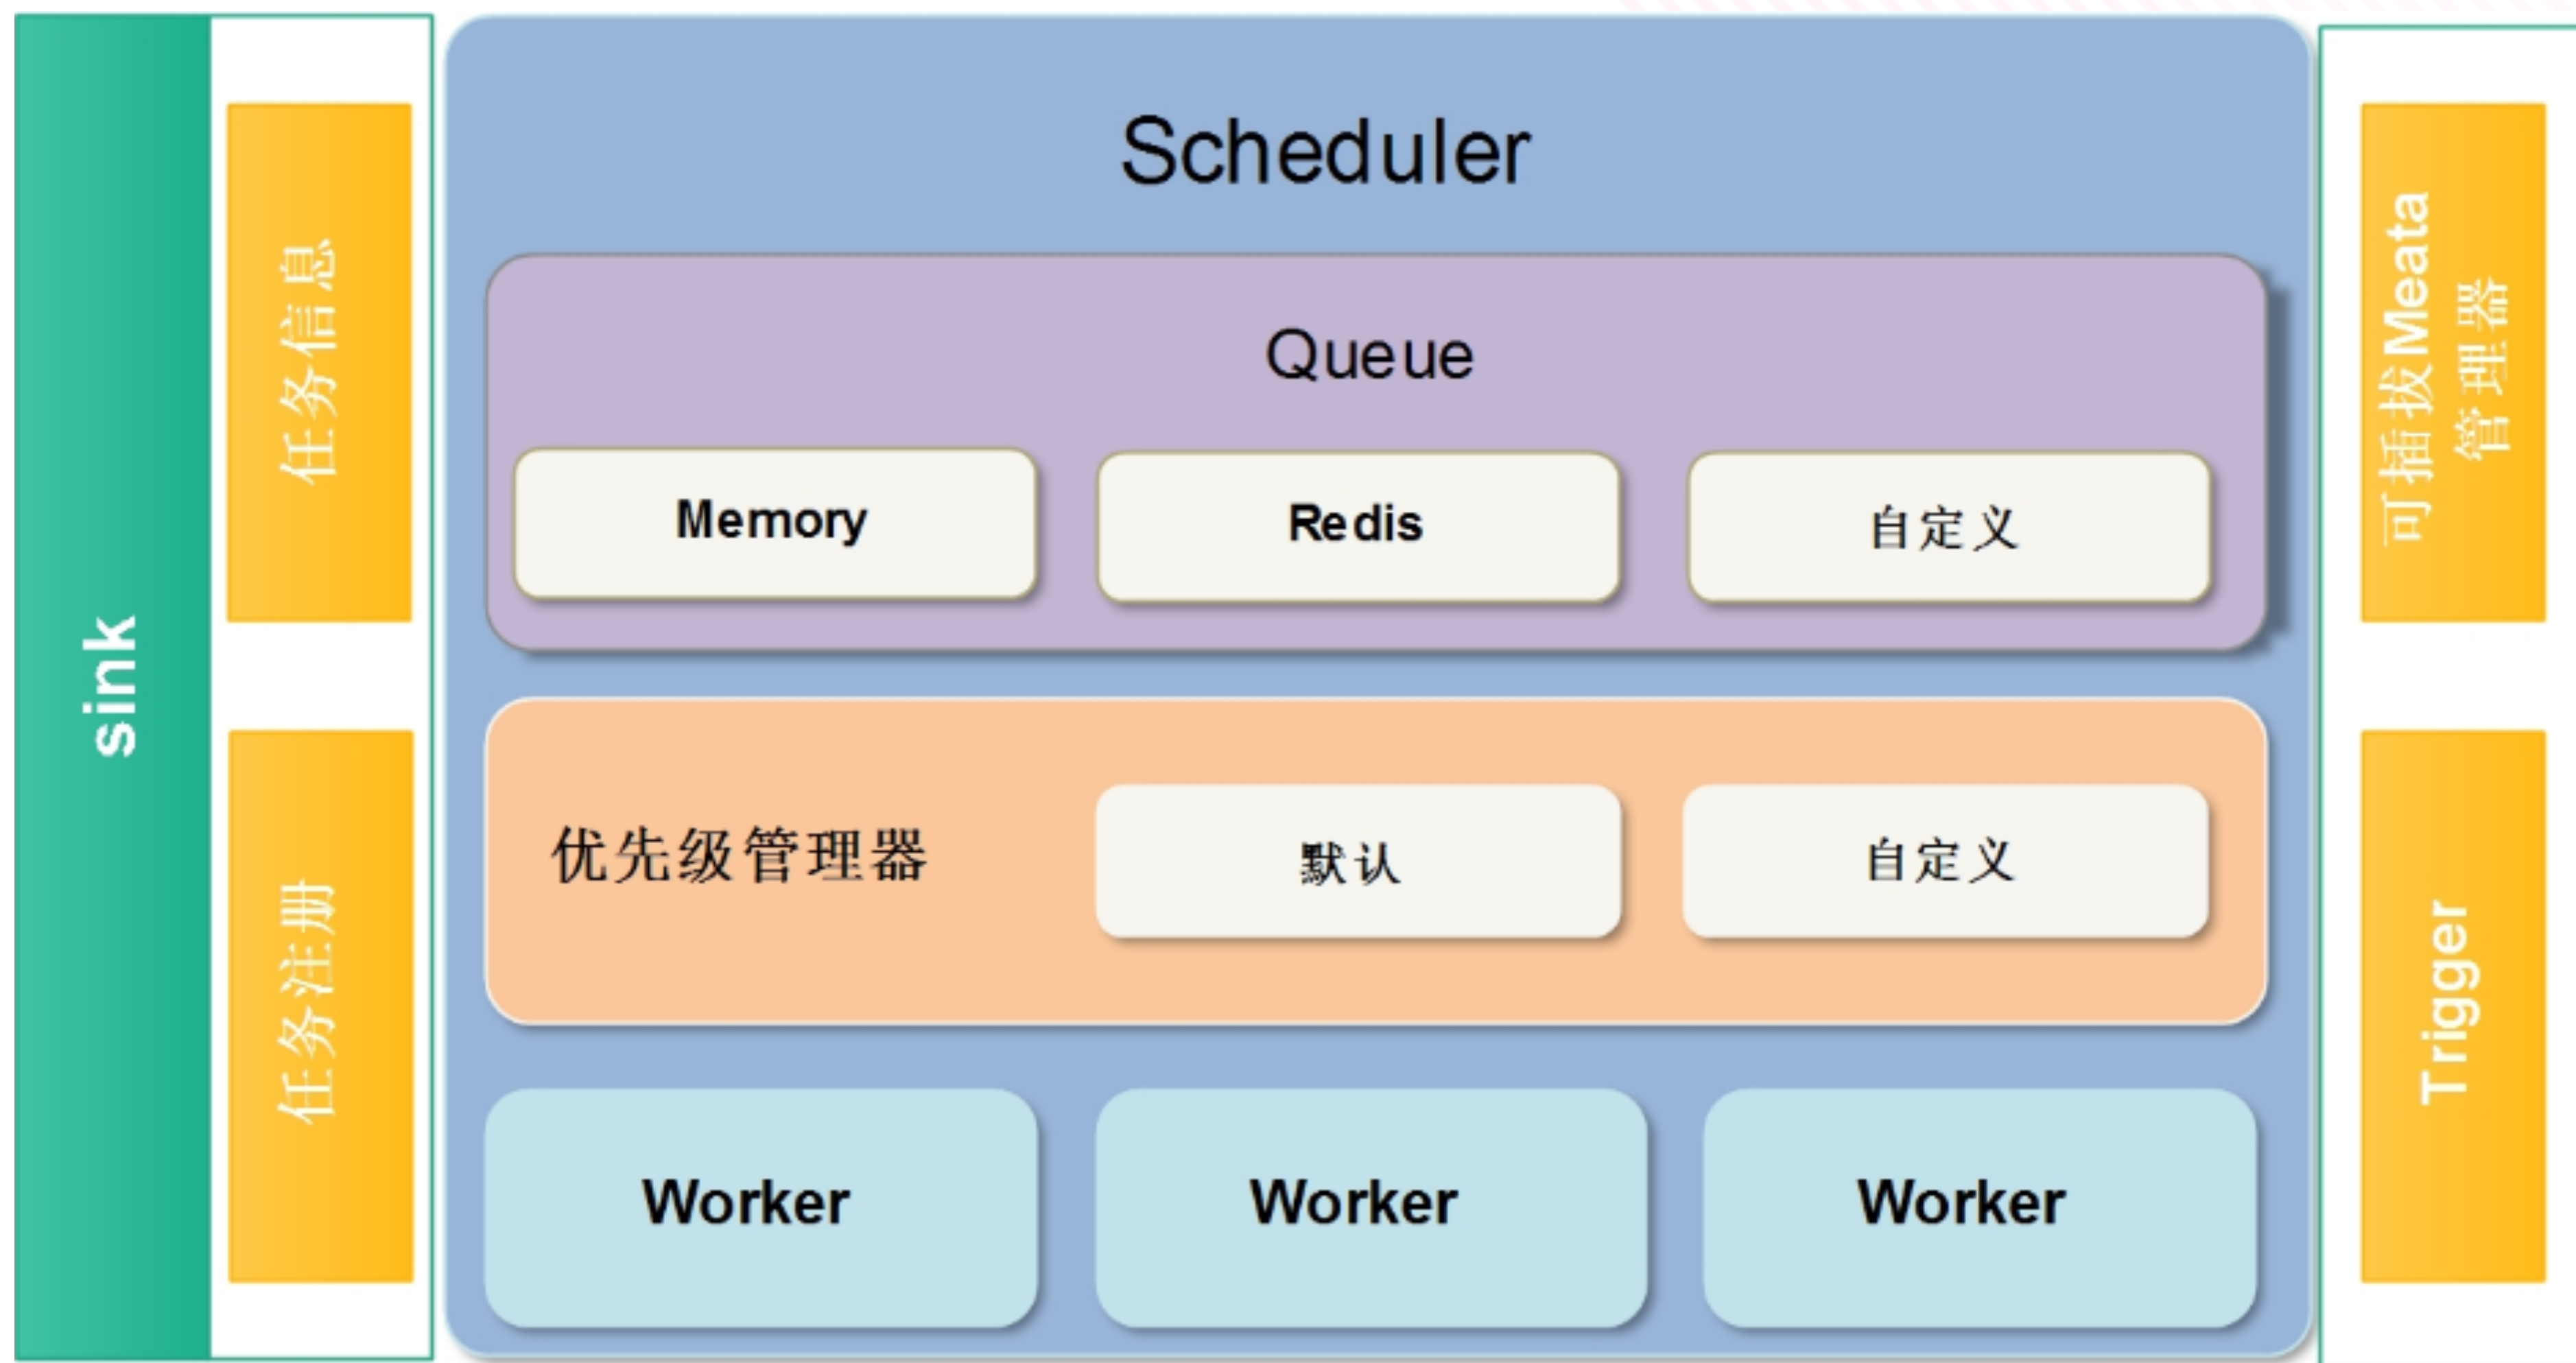 sink
任务信息
任务注册
Scheduler
Queue
Memory
Redis
自定义
优先级管理器
默认
自定义
Worker
Worker
Worker
可插拔Meata
管理器
Trigger